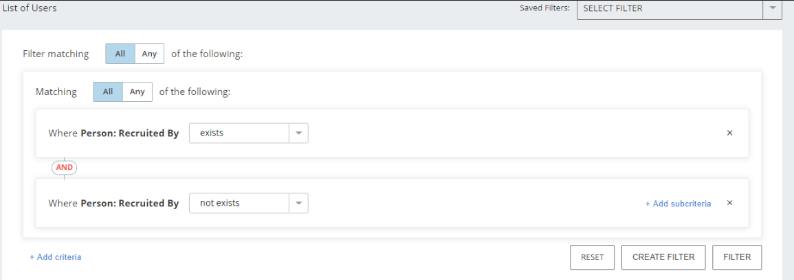 List of Users Saved Filters: SELECT FILTER
Filter matching All Any of the following:
Matching All Any of the following:
Where Person: Recruited By exists ×
AND
Where Person: Recruited By not exists + Add subcriteria ×
+ Add criteria RESET CREATE FILTER FILTER